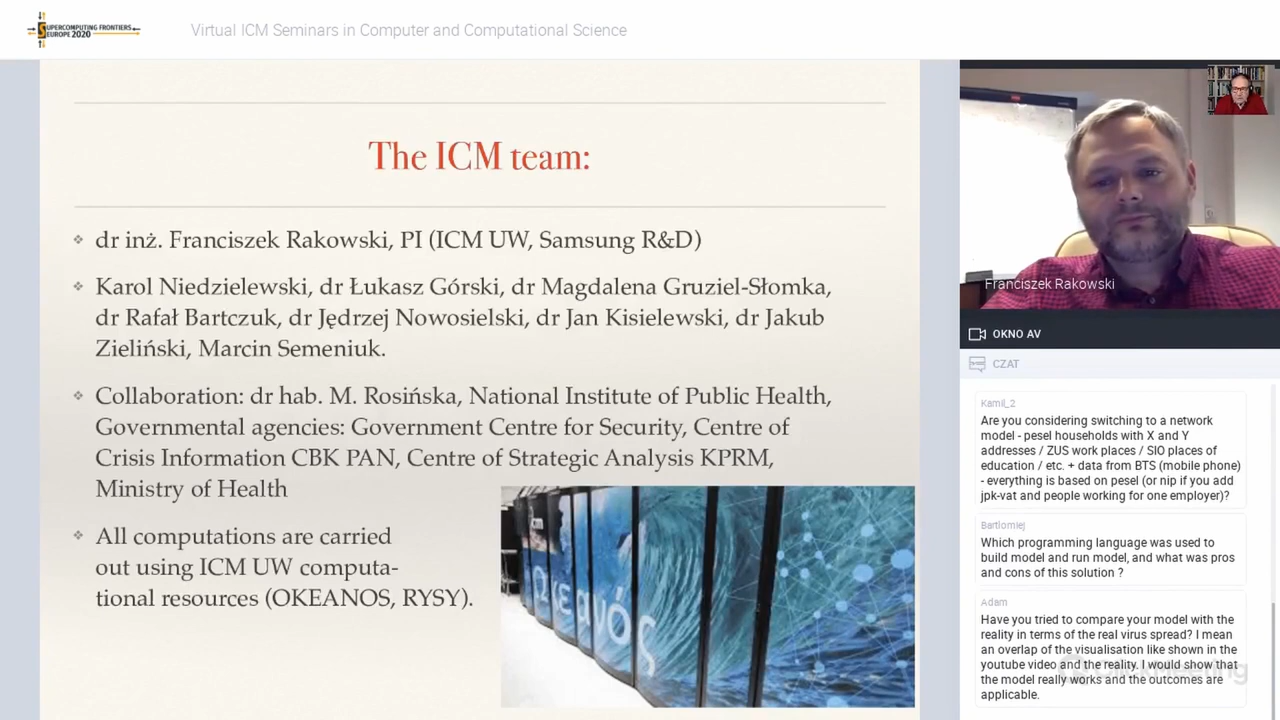 SUPERCOMPUTING FRONTIERS
EUROPE 2020
Virtual ICM Seminars in Computer and Computational Science
The ICM team:
dr inż. Franciszek Rakowski, PI (ICM UW, Samsung R&D)
Karol Niedzielewski, dr Łukasz Górski, dr Magdalena Gruziel-Słomka,
dr Rafał Bartczuk, dr Jędrzej Nowosielski, dr Jan Kisielewski, dr Jakub
Zieliński, Marcin Semeniuk.
Collaboration: dr hab. M. Rosińska, National Institute of Public Health,
Governmental agencies: Government Centre for Security, Centre of
Crisis Information CBK PAN, Centre of Strategic Analysis KPRM,
Ministry of Health
All computations are carried
out using ICM UW computa-
tional resources (OKEANOS, RYSY).
Ωκεανός
Franciszek Rakowski
OKNO AV
CZAT
Kamil_2
Are you considering switching to a network
model - pesel households with X and Y
addresses / ZUS work places / SIO places of
education / etc. + data from BTS (mobile phone)
- everything is based on pesel (or nip if you add
jpk-vat and people working for one employer)?
Bartlomiej
Which programming language was used to
build model and run model, and what was pros
and cons of this solution ?
Adam
Have you tried to compare your model with the
reality in terms of the real virus spread? I mean
an overlap of the visualisation like shown in the
youtube video and the reality. I would show that
the model really works and the outcomes are
applicable.